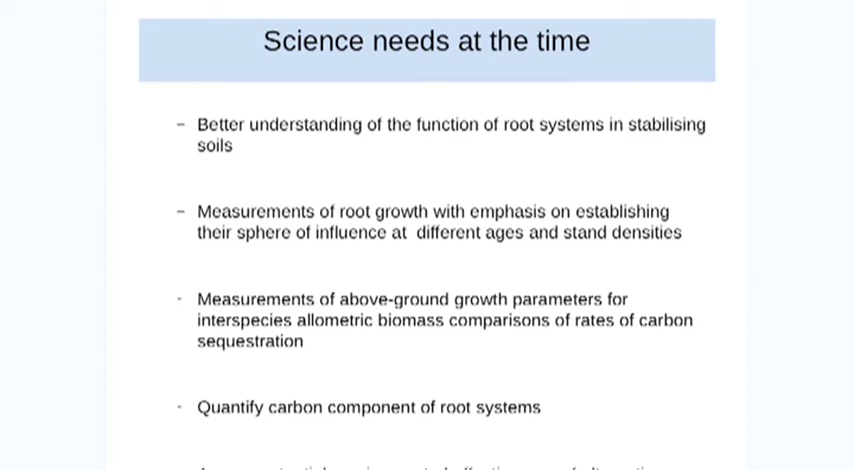 Science needs at the time
– Better understanding of the function of root systems in stabilising
soils
– Measurements of root growth with emphasis on establishing
their sphere of influence at  different ages and stand densities
- Measurements of above-ground growth parameters for
interspecies allometric biomass comparisons of rates of carbon
sequestration
- Quantify carbon component of root systems